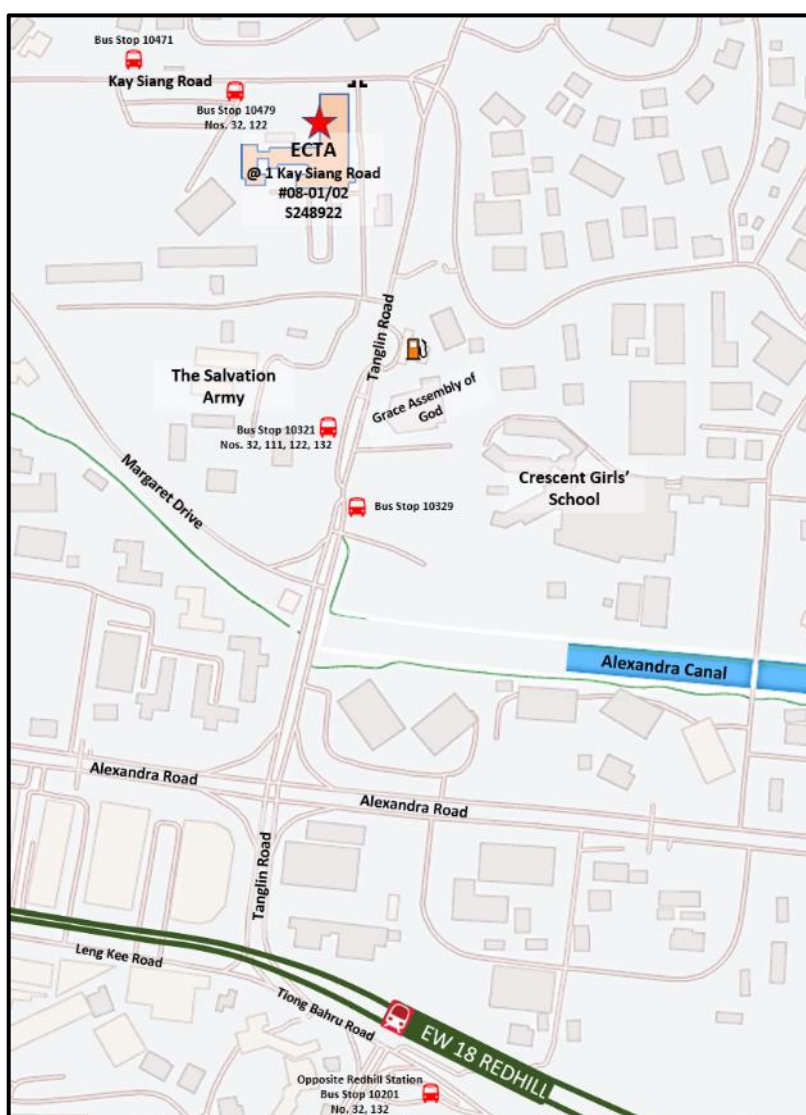 Bus Stop 10471
Kay Siang Road
Bus Stop 10479
Nos. 32, 122
ECTA
@ 1 Kay Siang Road
#08-01/02
S248922
Tanglin Road
The Salvation
Army
Grace Assembly of
God
Bus Stop 10321
Nos. 32, 111, 122, 132
Margaret Drive
Crescent Girls'
School
Bus Stop 10329
Alexandra Canal
Alexandra Road
Alexandra Road
Tanglin Road
Leng Kee Road
Tiong Bahru Road
EW 18 REDHILL
Opposite Redhill Station
Bus Stop 10201
No. 32, 132